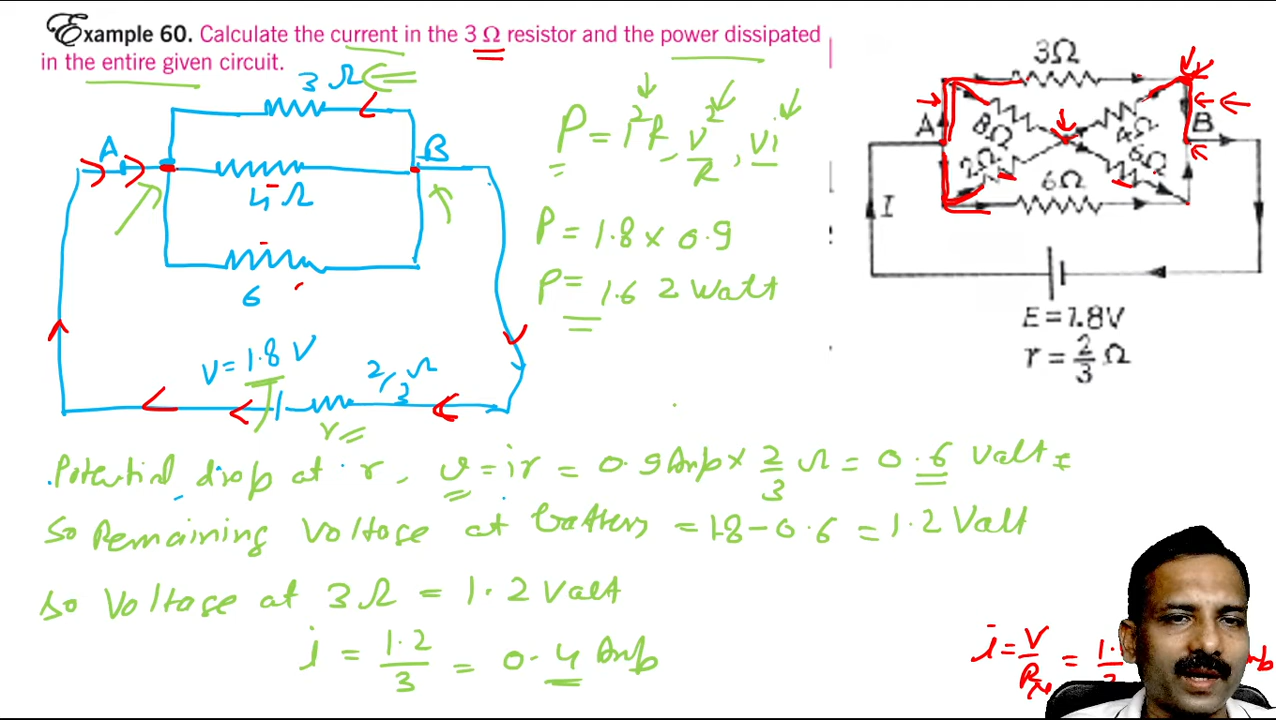 Example 60. Calculate the current in the 3 Ω resistor and the power dissipated
in the entire given circuit.
3 Ω
A
B
4 Ω
6
V = 1.8 V
2/3 Ω
r
P = i²R, V²/R, Vi
P = 1.8 × 0.9
P = 1.62 Watt
3Ω
A
8Ω
4Ω
B
2Ω
6Ω
6Ω
I
E = 1.8V
r = 2/3 Ω
Potential drop at r, v = ir = 0.9 Amp × 2/3 Ω = 0.6 Valt
So Remaining Voltage at battery = 1.8 - 0.6 = 1.2 Valt
So Voltage at 3 Ω = 1.2 Valt
i = 1.2/3 = 0.4 Amp
i = V/R = 1.